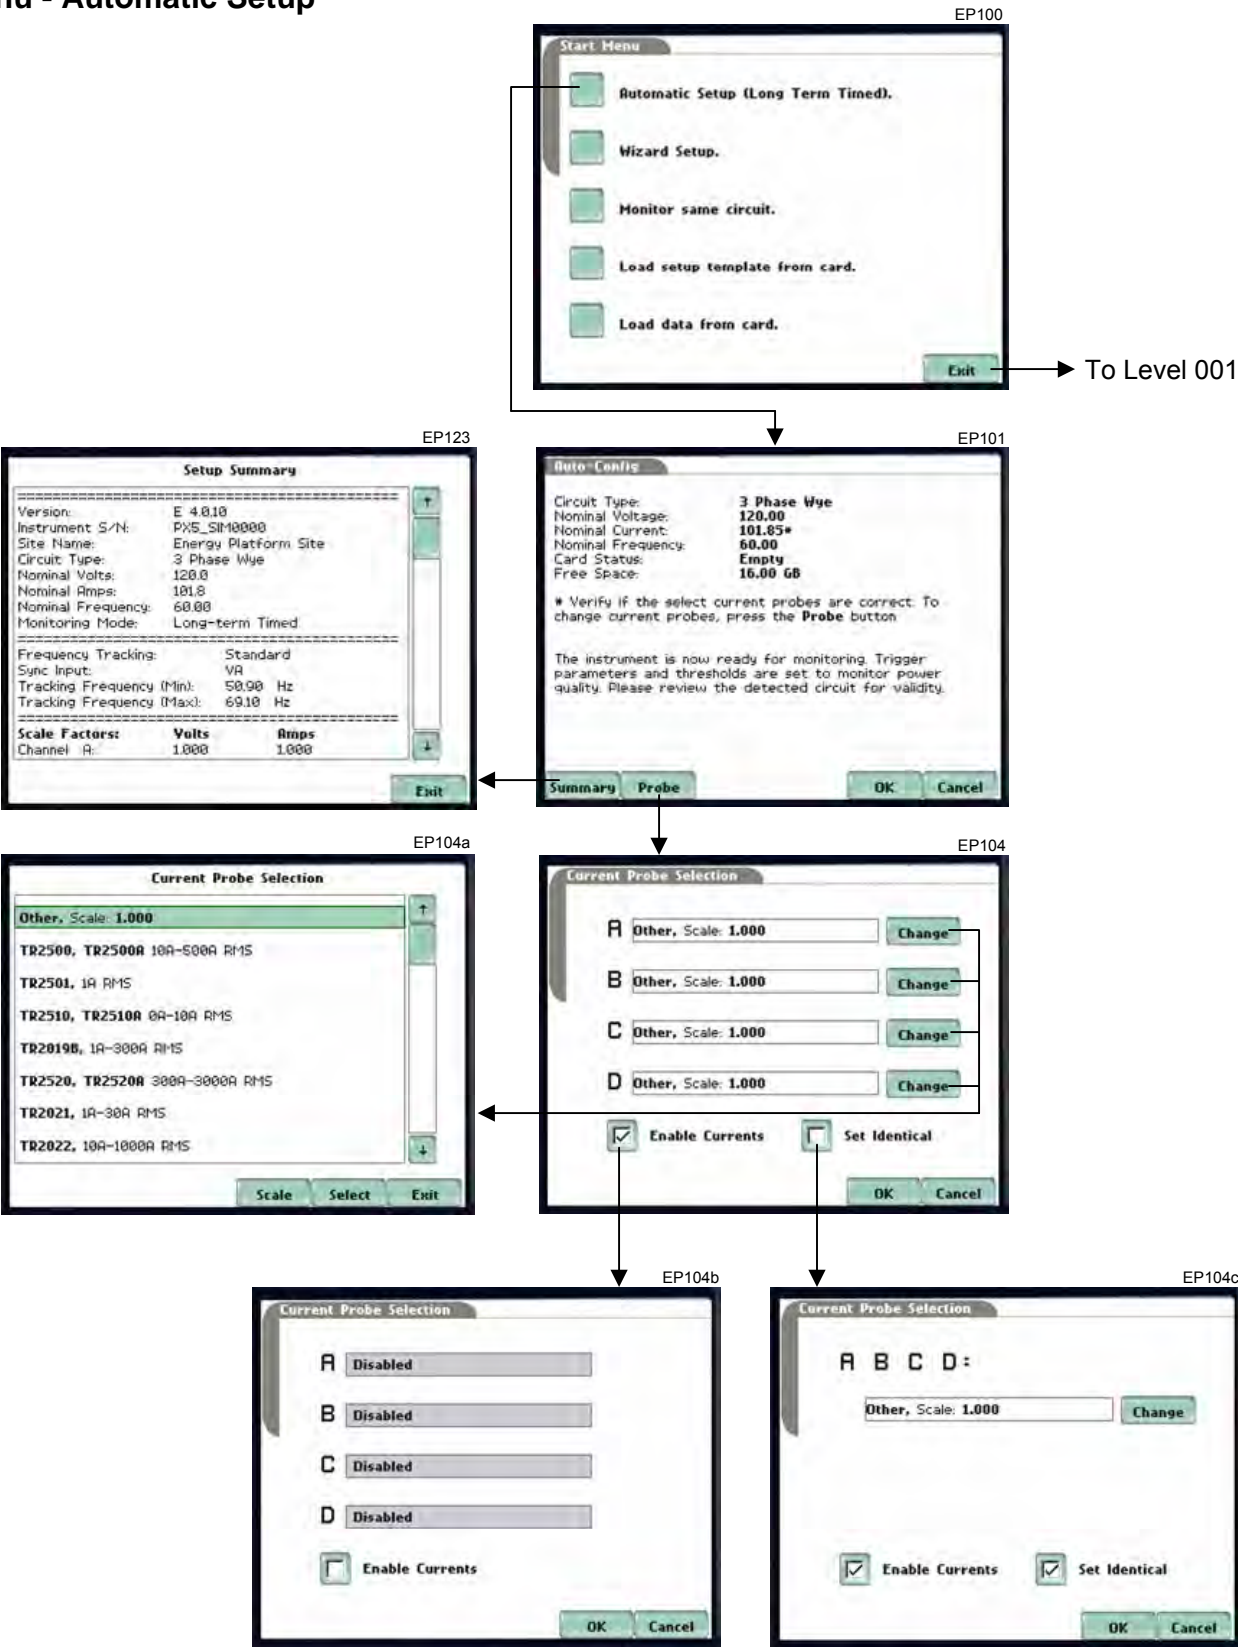 nu - Automatic Setup
EP100
Start Menu
Automatic Setup (Long Term Timed).
Wizard Setup.
Monitor same circuit.
Load setup template from card.
Load data from card.
Exit
To Level 001
EP123
Setup Summary
==============================================
Version: E 4.0.10
Instrument S/N: PX5_SIM0000
Site Name: Energy Platform Site
Circuit Type: 3 Phase Wye
Nominal Volts: 120.0
Nominal Amps: 101.8
Nominal Frequency: 60.00
Monitoring Mode: Long-term Timed
==============================================
Frequency Tracking: Standard
Sync Input: VA
Tracking Frequency (Min): 50.90 Hz
Tracking Frequency (Max): 69.10 Hz
==============================================
Scale Factors: Volts Amps
Channel A: 1.000 1.000
Exit
EP101
Auto Config
Circuit Type: 3 Phase Wye
Nominal Voltage: 120.00
Nominal Current: 101.85*
Nominal Frequency: 60.00
Card Status: Empty
Free Space: 16.00 GB
* Verify if the select current probes are correct. To
change current probes, press the Probe button
The instrument is now ready for monitoring. Trigger
parameters and thresholds are set to monitor power
quality. Please review the detected circuit for validity.
Summary Probe OK Cancel
EP104a
Current Probe Selection
Other, Scale: 1.000
TR2500, TR2500A 10A-500A RMS
TR2501, 1A RMS
TR2510, TR2510A 0A-10A RMS
TR2019B, 1A-300A RMS
TR2520, TR2520A 300A-3000A RMS
TR2021, 1A-30A RMS
TR2022, 10A-1000A RMS
Scale Select Exit
EP104
Current Probe Selection
A Other, Scale: 1.000 Change
B Other, Scale: 1.000 Change
C Other, Scale: 1.000 Change
D Other, Scale: 1.000 Change
Enable Currents Set Identical
OK Cancel
EP104b
Current Probe Selection
A Disabled
B Disabled
C Disabled
D Disabled
Enable Currents
OK Cancel
EP104c
Current Probe Selection
A B C D:
Other, Scale: 1.000 Change
Enable Currents Set Identical
OK Cancel